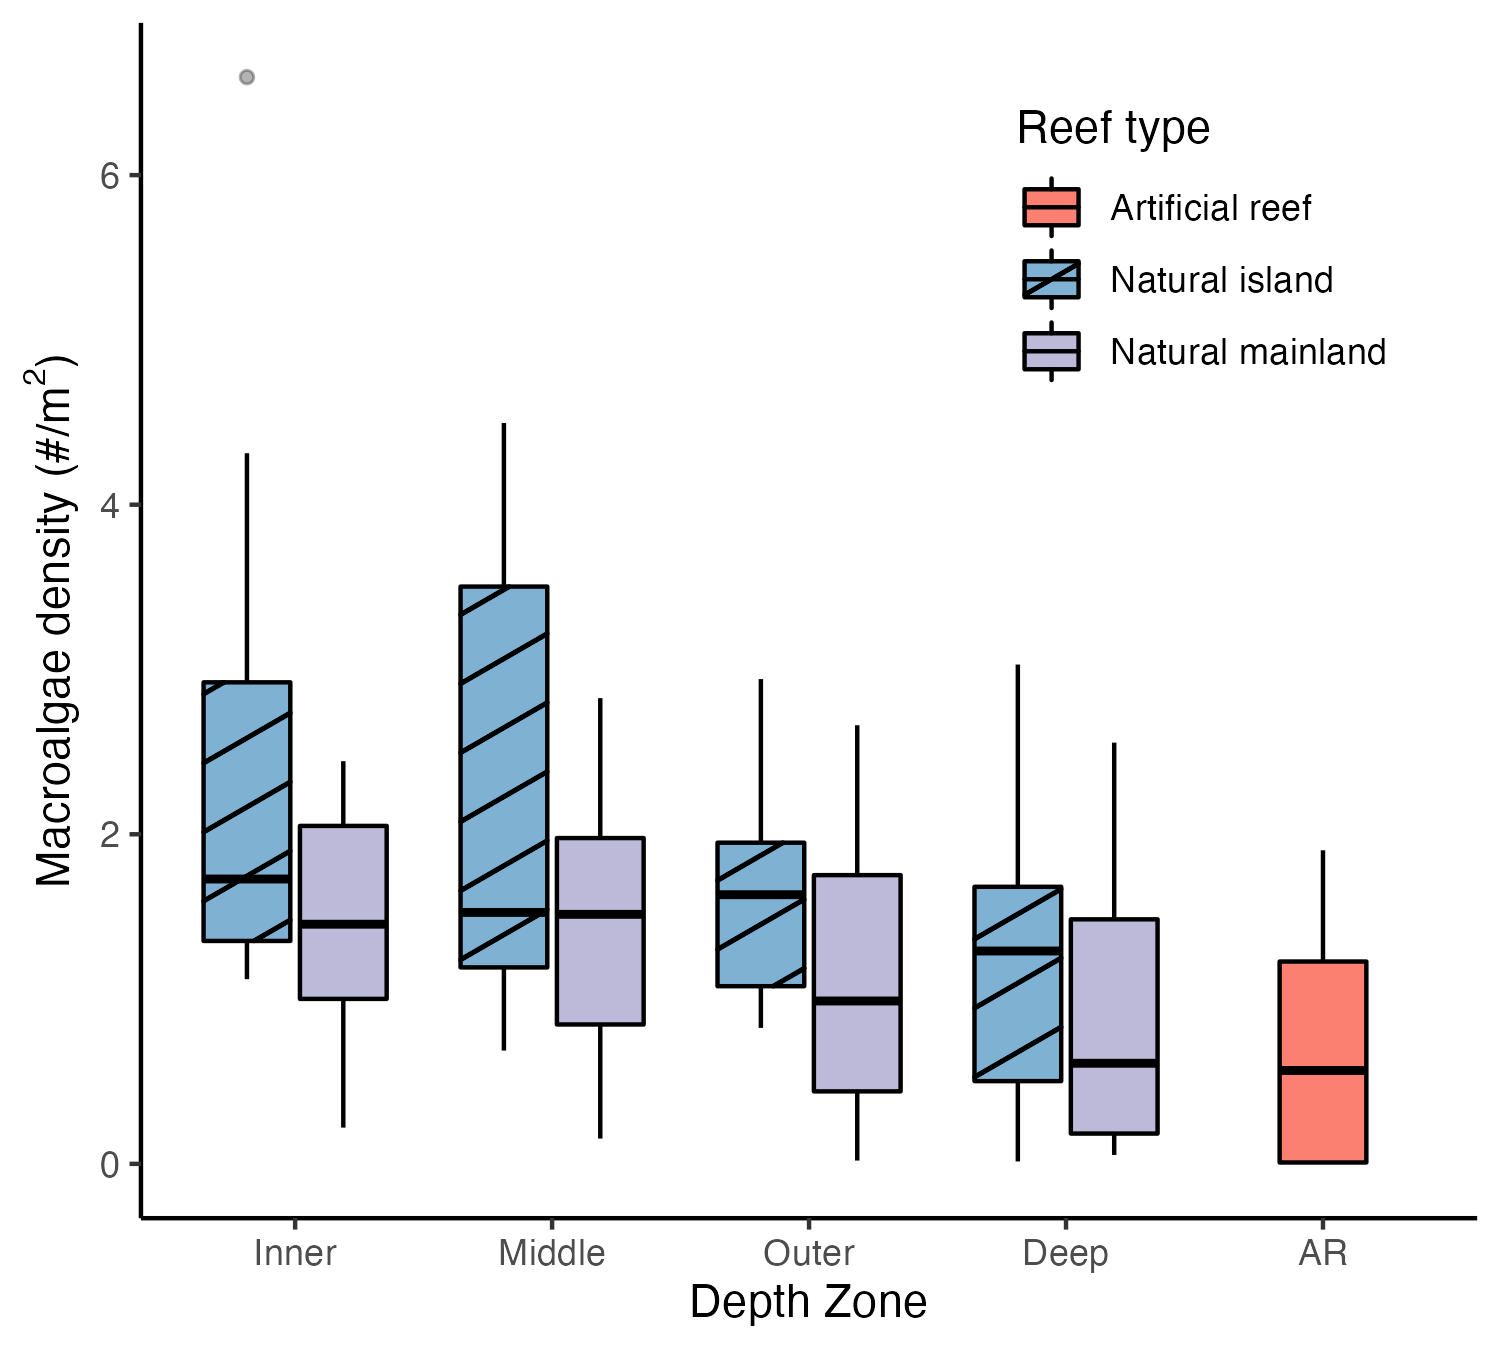 Macroalgae density (#/m²)
6
4
2
0
Reef type
Artificial reef
Natural island
Natural mainland
Inner
Middle
Outer
Deep
AR
Depth Zone